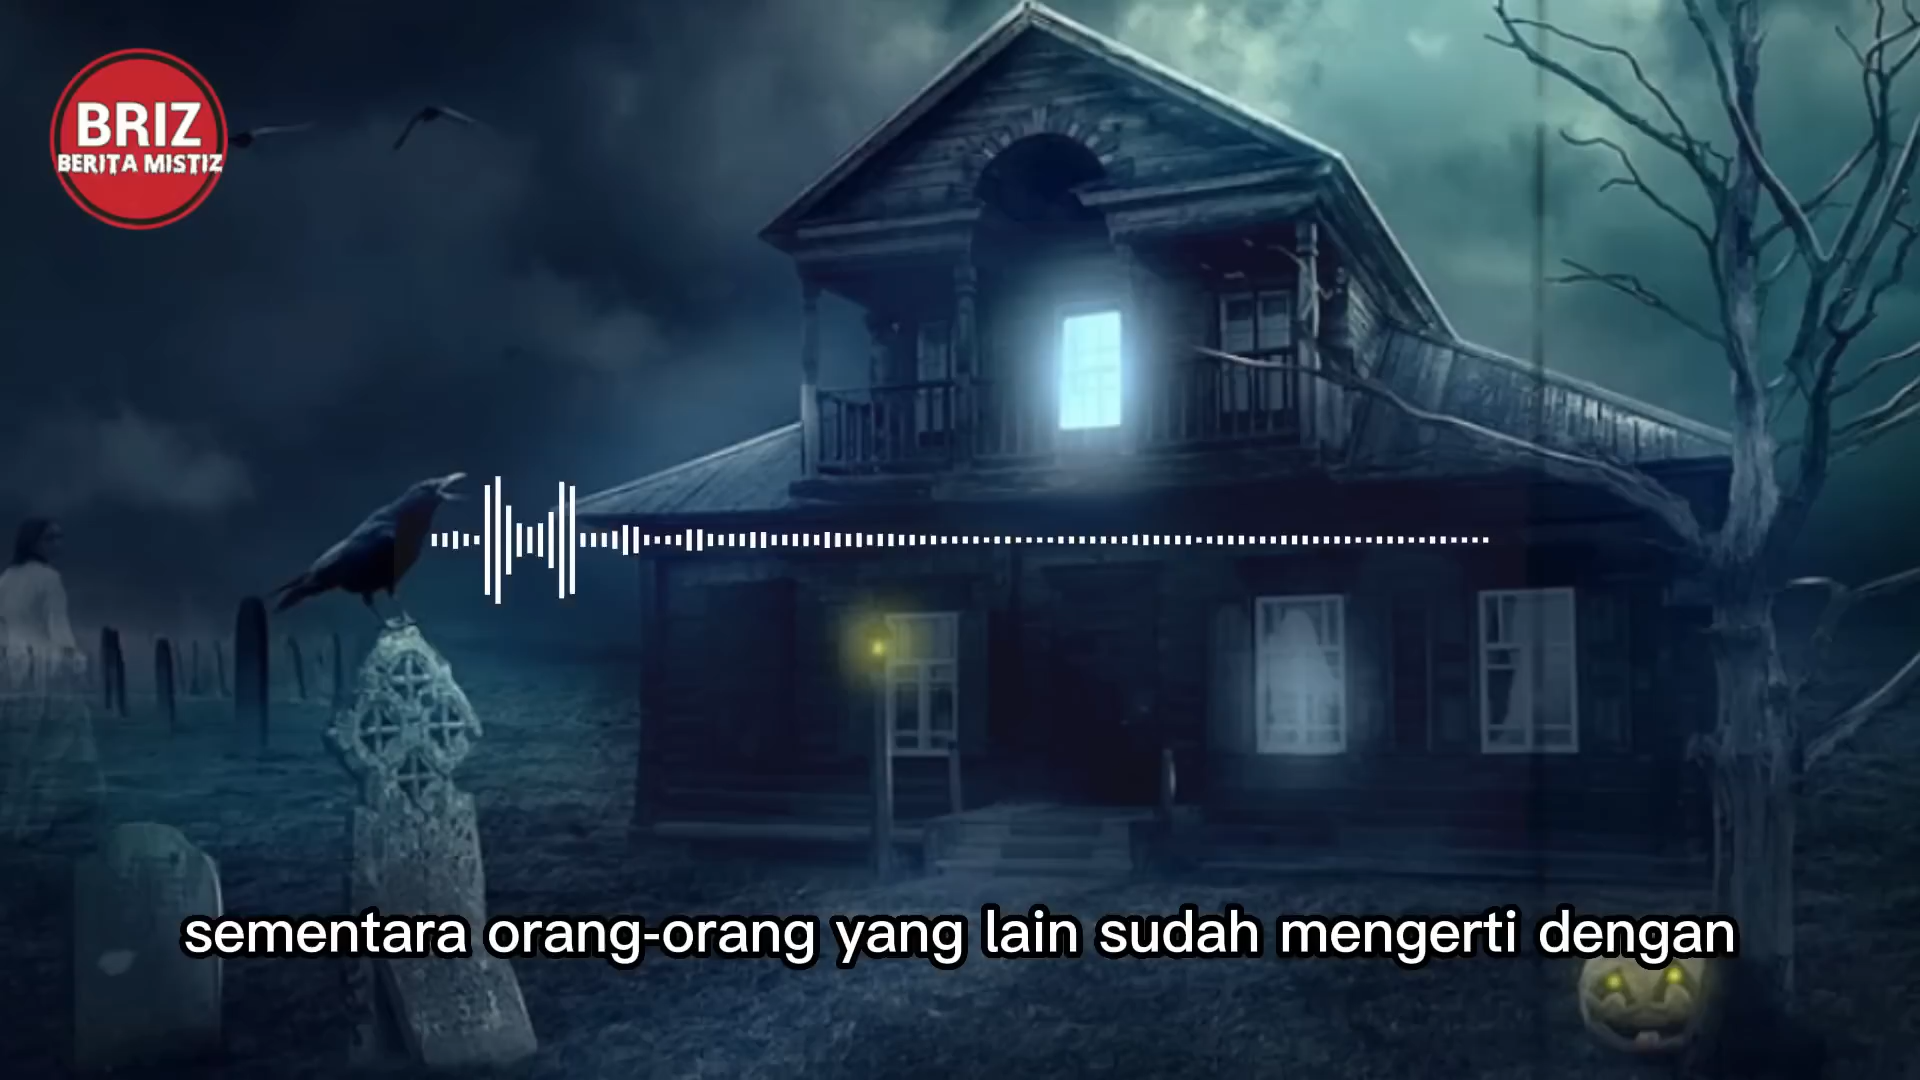 BRIZ
BERITA MISTIZ
sementara orang-orang yang lain sudah mengerti dengan